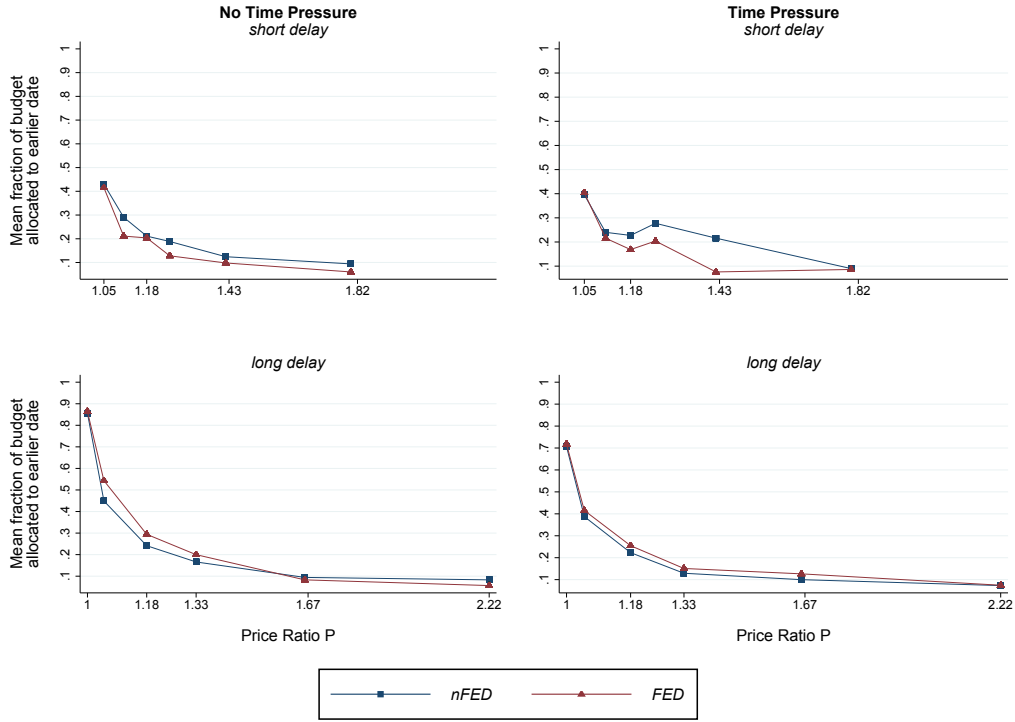 No Time Pressure
short delay
Mean fraction of budget
allocated to earlier date
1
.9
.8
.7
.6
.5
.4
.3
.2
.1
1.05 1.18 1.43 1.82
Time Pressure
short delay
1
.9
.8
.7
.6
.5
.4
.3
.2
.1
1.05 1.18 1.43 1.82
long delay
Mean fraction of budget
allocated to earlier date
1
.9
.8
.7
.6
.5
.4
.3
.2
.1
1 1.18 1.33 1.67 2.22
Price Ratio P
long delay
1
.9
.8
.7
.6
.5
.4
.3
.2
.1
1 1.18 1.33 1.67 2.22
Price Ratio P
nFED FED